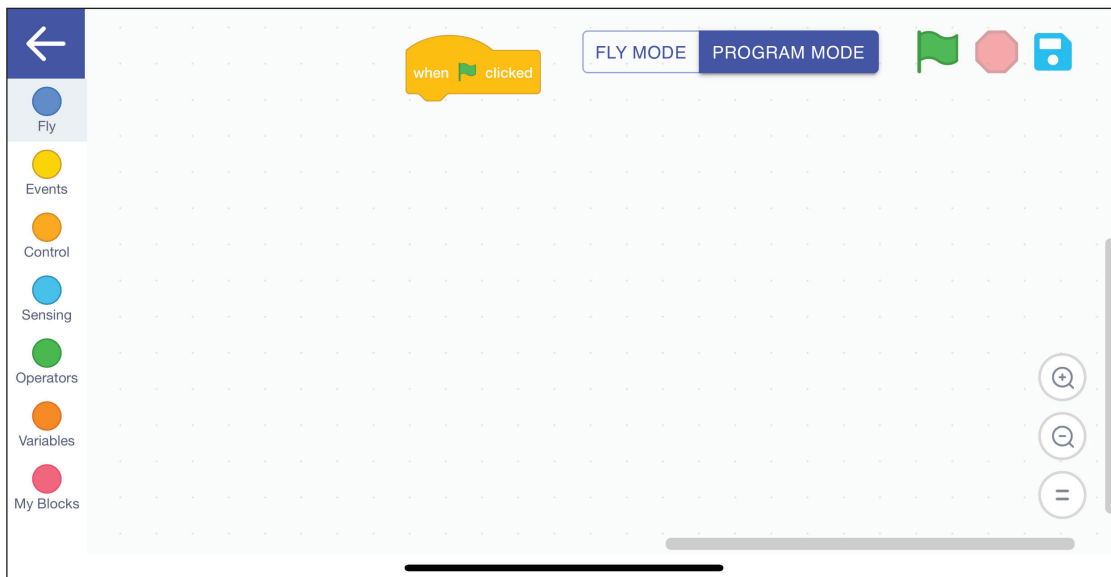 when clicked
FLY MODE
PROGRAM MODE
Fly
Events
Control
Sensing
Operators
Variables
My Blocks